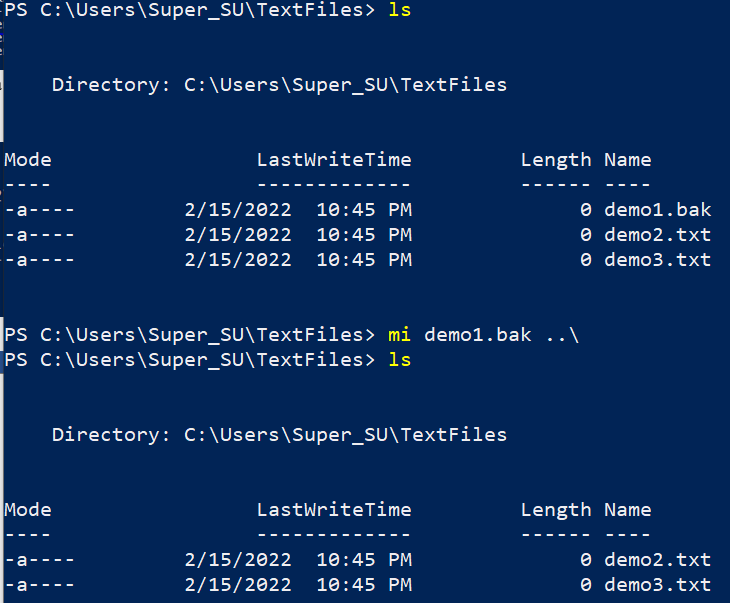 PS C:\Users\Super_SU\TextFiles> ls
Directory: C:\Users\Super_SU\TextFiles
Mode LastWriteTime Length Name
---- ------------- ------ ----
-a---- 2/15/2022 10:45 PM 0 demo1.bak
-a---- 2/15/2022 10:45 PM 0 demo2.txt
-a---- 2/15/2022 10:45 PM 0 demo3.txt
PS C:\Users\Super_SU\TextFiles> mi demo1.bak ..\
PS C:\Users\Super_SU\TextFiles> ls
Directory: C:\Users\Super_SU\TextFiles
Mode LastWriteTime Length Name
---- ------------- ------ ----
-a---- 2/15/2022 10:45 PM 0 demo2.txt
-a---- 2/15/2022 10:45 PM 0 demo3.txt